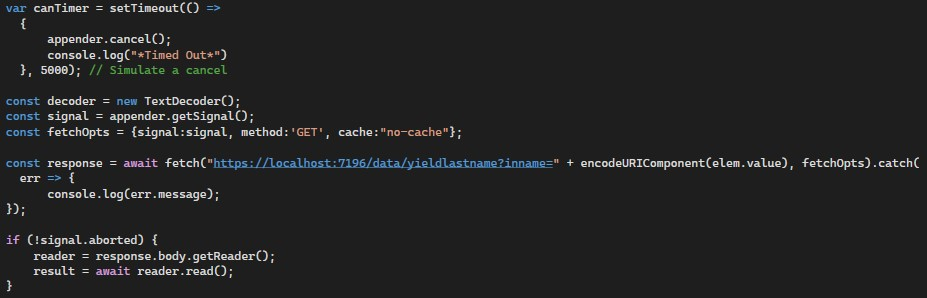 var canTimer = setTimeout(() =>
  {
      appender.cancel();
      console.log("*Timed Out*")
  }, 5000); // Simulate a cancel

const decoder = new TextDecoder();
const signal = appender.getSignal();
const fetchOpts = {signal:signal, method:'GET', cache:"no-cache"};

const response = await fetch("https://localhost:7196/data/yieldlastname?inname=" + encodeURIComponent(elem.value), fetchOpts).catch(
  err => {
      console.log(err.message);
});

if (!signal.aborted) {
    reader = response.body.getReader();
    result = await reader.read();
}